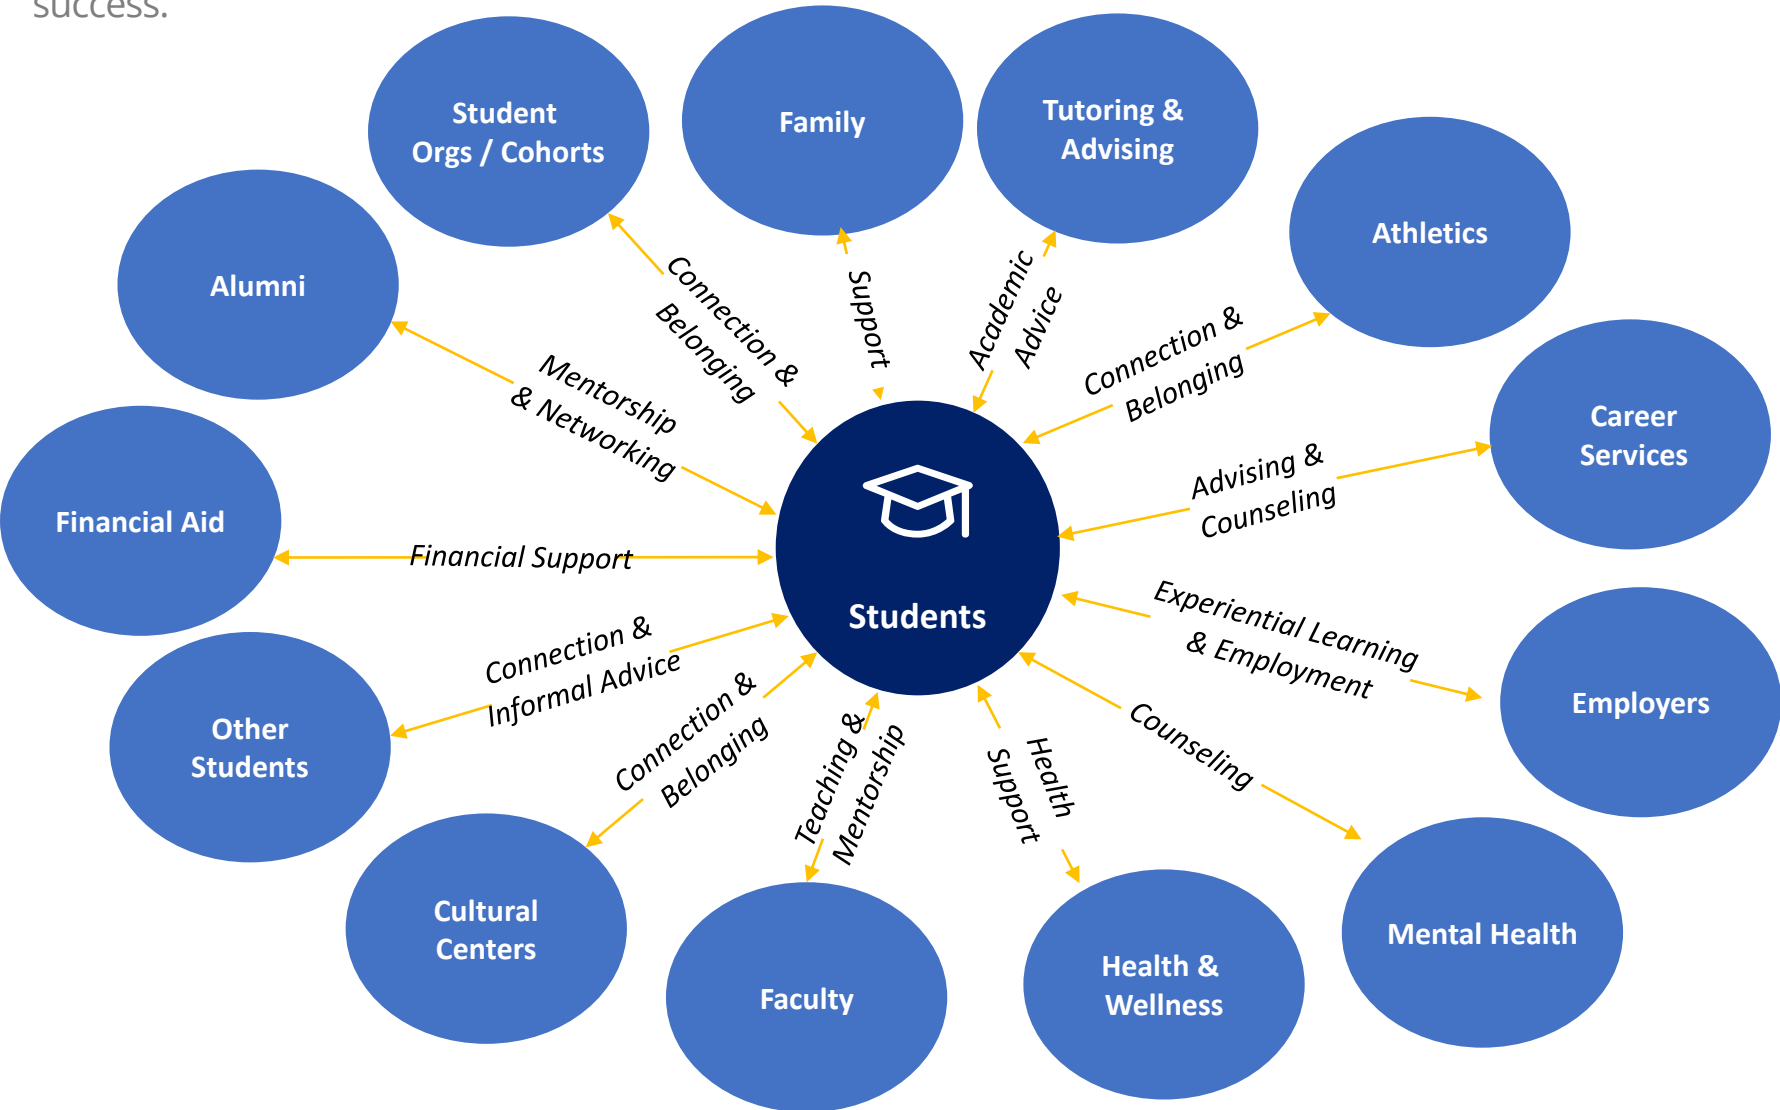 success.
Student
Orgs / Cohorts
Family
Tutoring &
Advising
Athletics
Alumni
Career
Services
Financial Aid
Employers
Other
Students
Mental Health
Cultural
Centers
Faculty
Health &
Wellness
Students
Connection &
Belonging
Support
Academic
Advice
Connection &
Belonging
Mentorship
& Networking
Advising &
Counseling
Financial Support
Experiential Learning
& Employment
Connection &
Informal Advice
Counseling
Connection &
Belonging
Teaching &
Mentorship
Health
Support